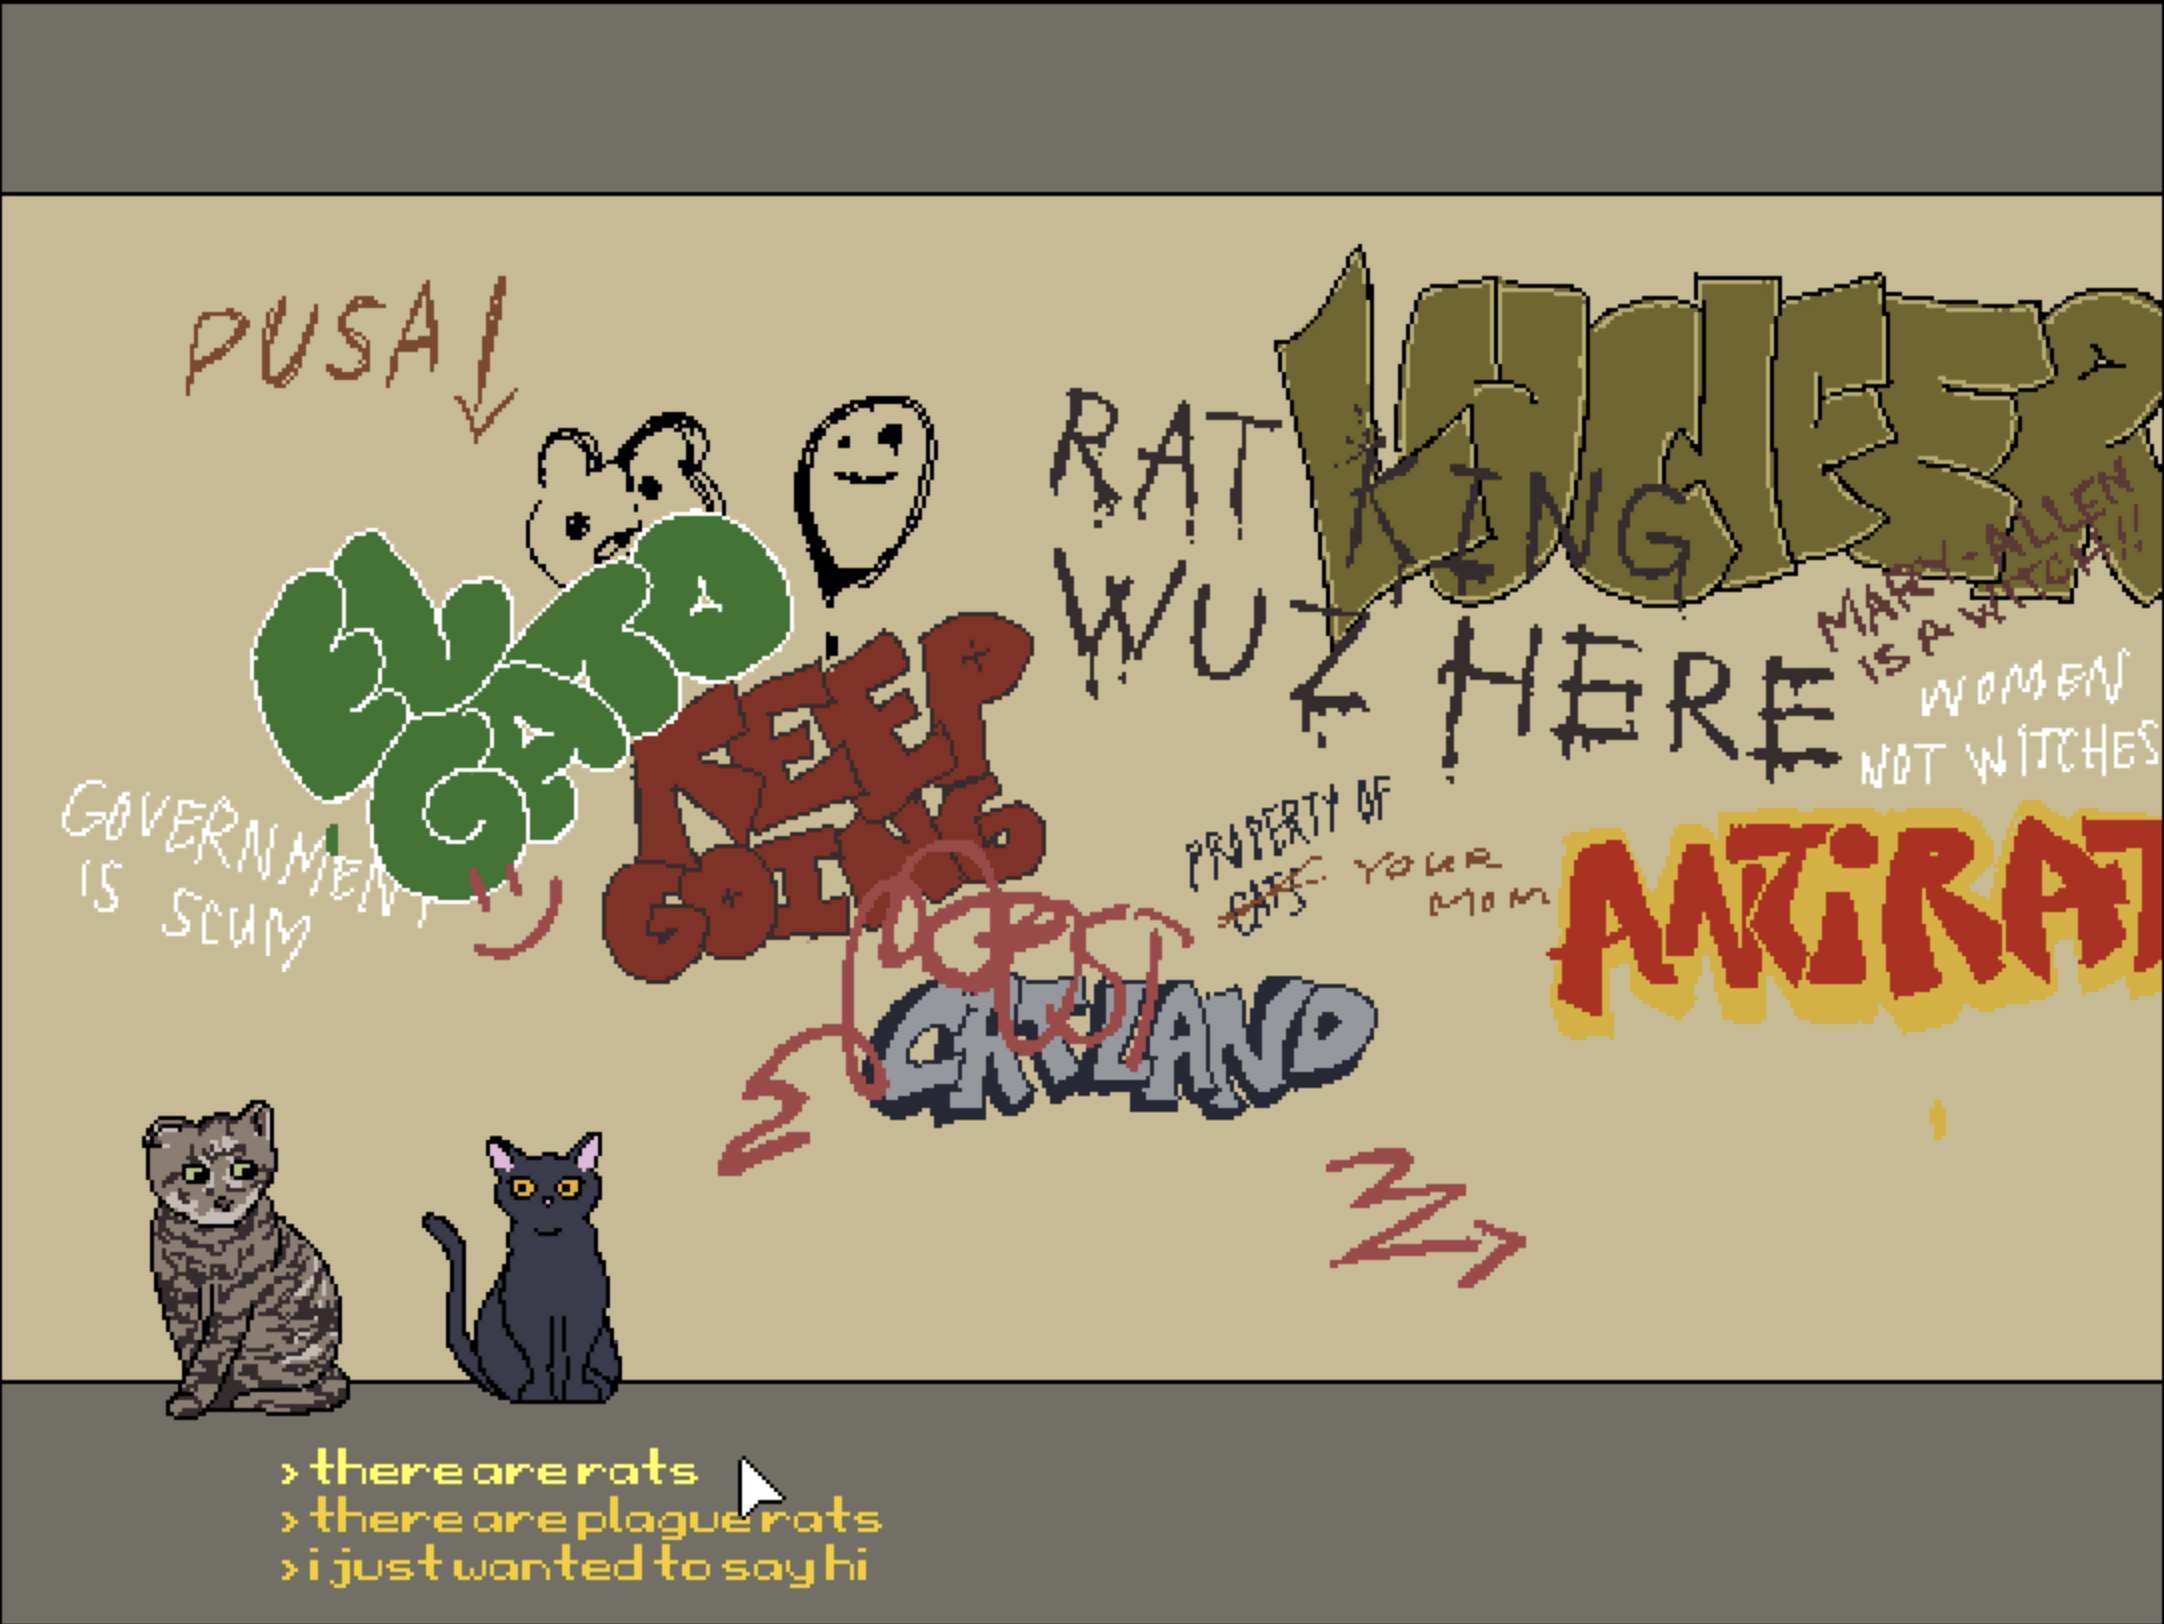 PUSA
EL GATO
RAT KING
WUZ HERE
MARY-ALLEN
IS A WITCH!!
WOMEN
NOT WITCHES
KEEP
GOING
GOVERNMENT
IS SCUM
PROPERTY OF
CATS YOUR
MOM
ANTIRAT
LOST
CATLAND
> there are rats
> there are plague rats
> i just wanted to say hi